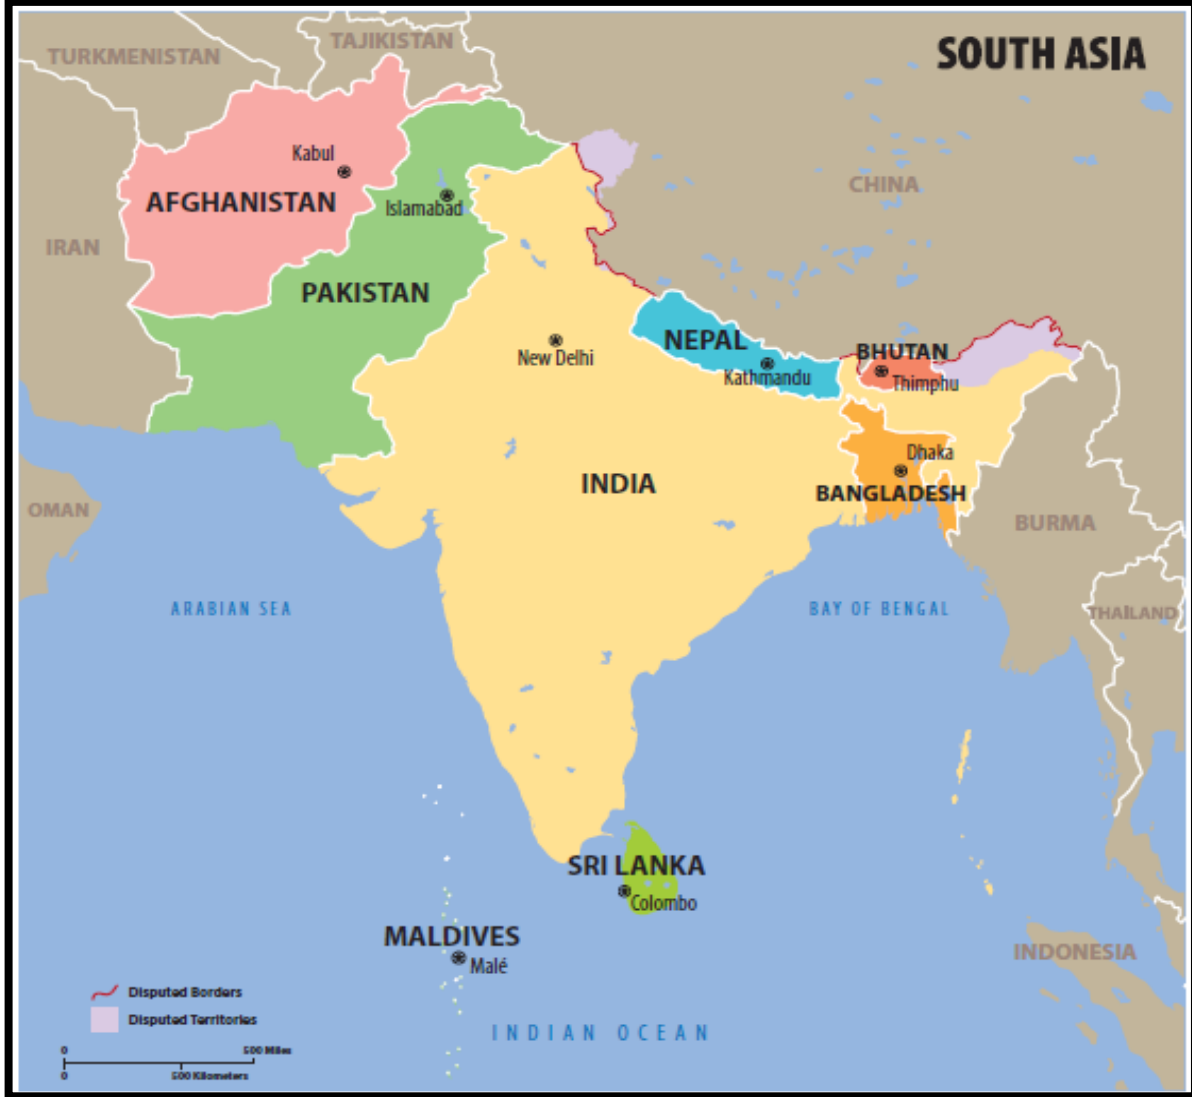 SOUTH ASIA
TURKMENISTAN
TAJIKISTAN
Kabul
AFGHANISTAN
Islamabad
CHINA
IRAN
PAKISTAN
New Delhi
NEPAL
Kathmandu
BHUTAN
Thimphu
Dhaka
INDIA
BANGLADESH
OMAN
BURMA
ARABIAN SEA
BAY OF BENGAL
THAILAND
SRI LANKA
Colombo
MALDIVES
Malé
INDONESIA
Disputed Borders
Disputed Territories
INDIAN OCEAN
0 500 Miles
0 500 Kilometers